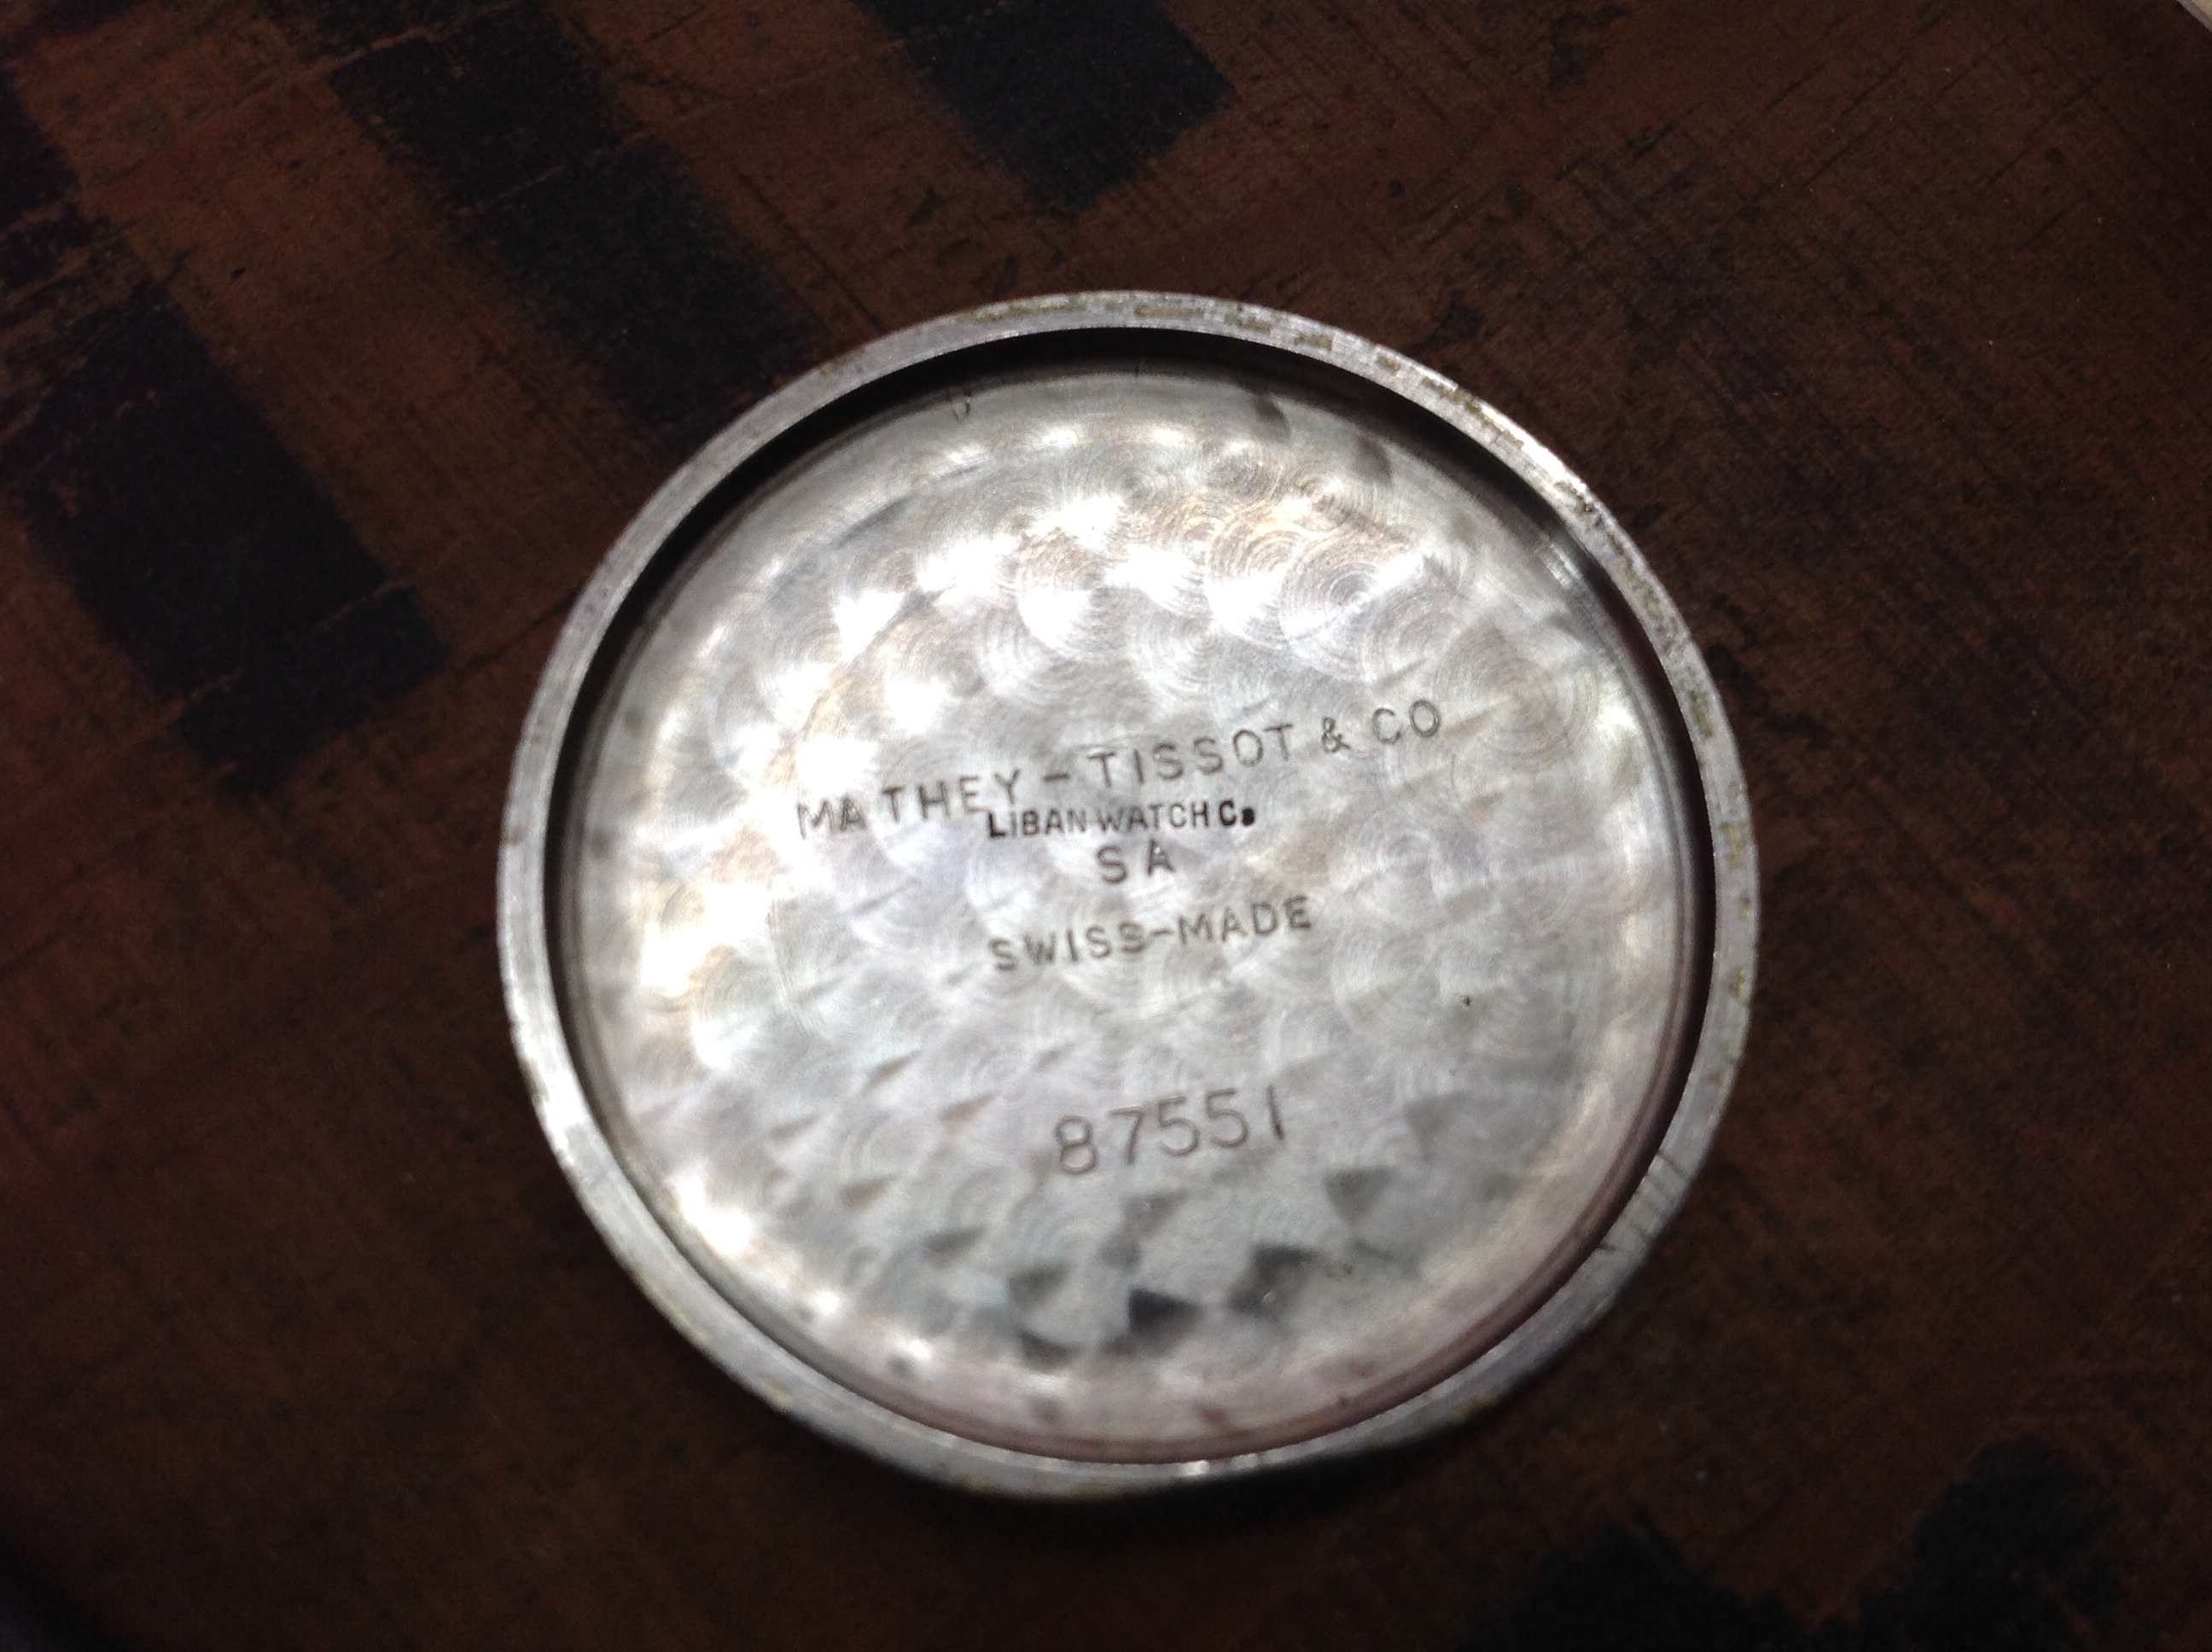 MATHEY-TISSOT & CO
LIBAN WATCH Co
SA
SWISS-MADE
87551